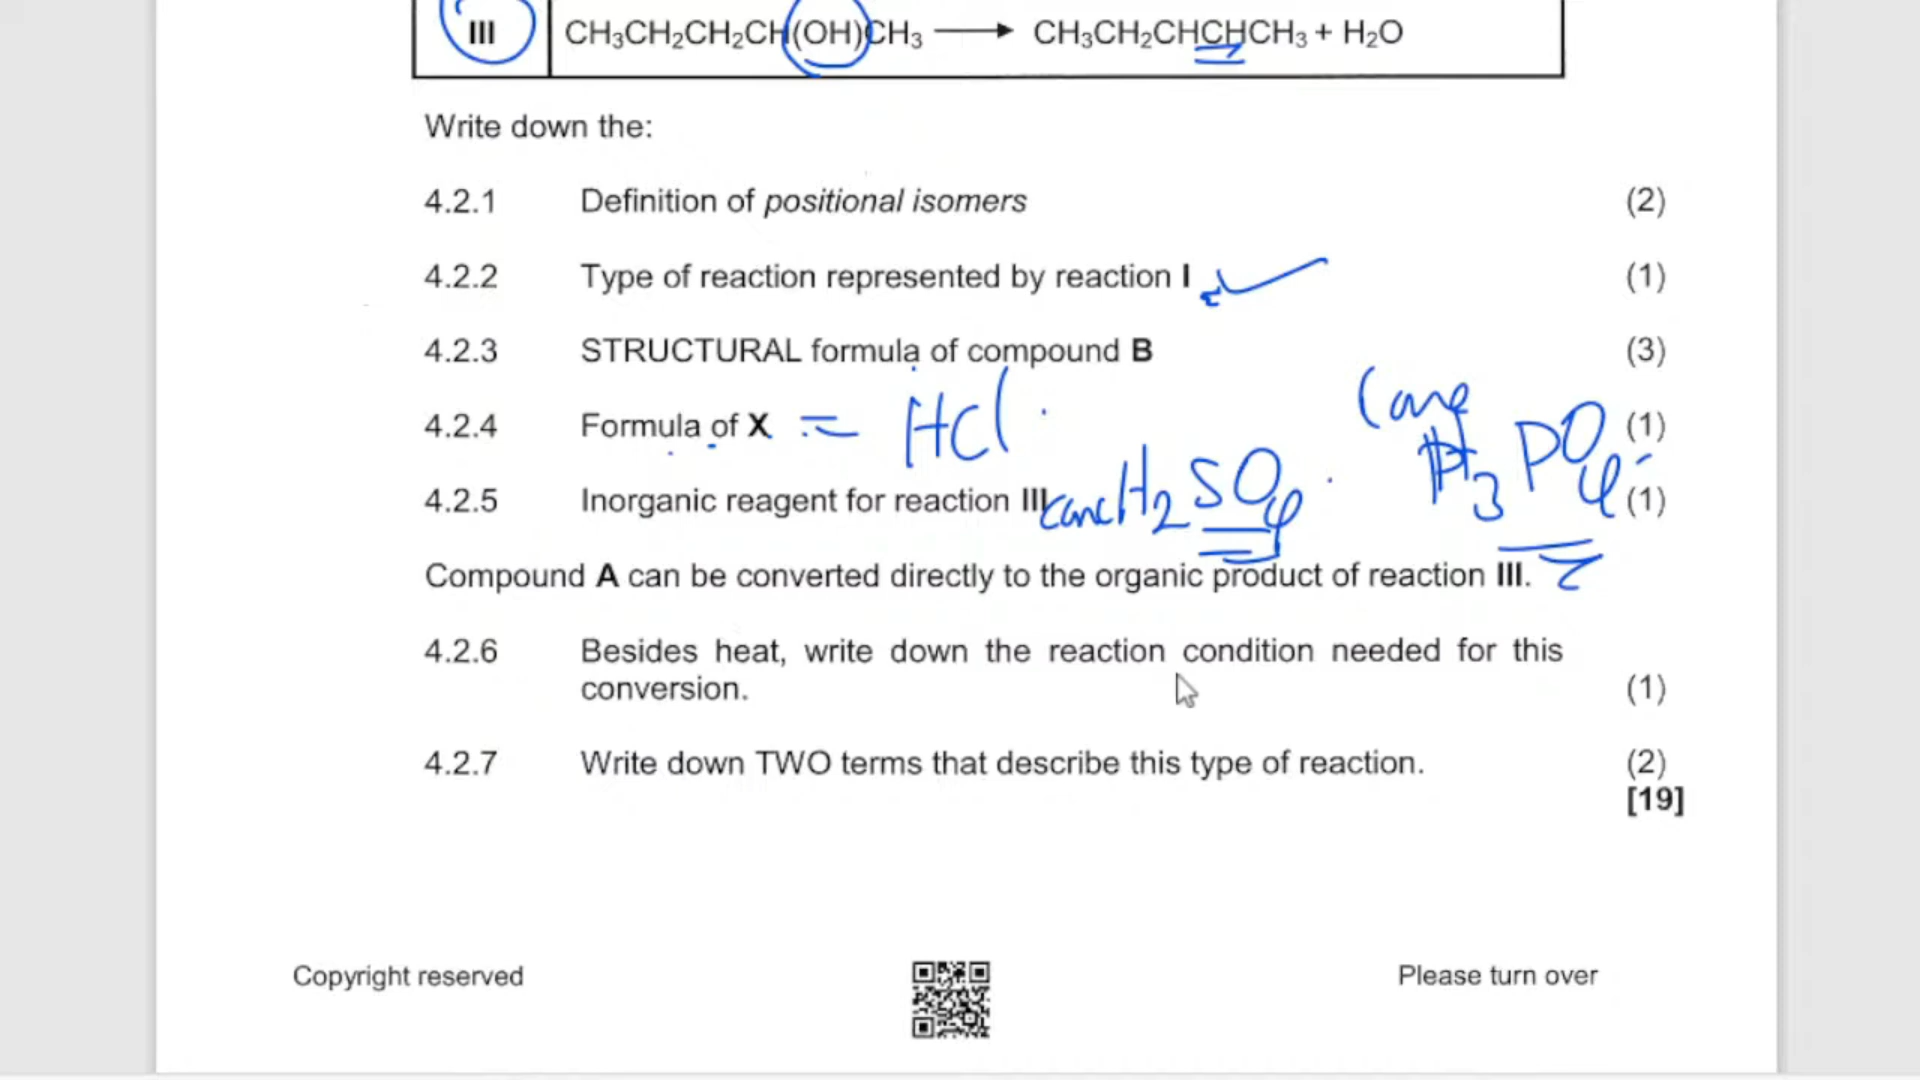 III CH₃CH₂CH₂CH(OH)CH₃ ⟶ CH₃CH₂CHCHCH₃ + H₂O
Write down the:
4.2.1 Definition of positional isomers (2)
4.2.2 Type of reaction represented by reaction I (1)
4.2.3 STRUCTURAL formula of compound B (3)
4.2.4 Formula of X = HCl (1)
conc H₃PO₄
4.2.5 Inorganic reagent for reaction III conc H₂SO₄ (1)
Compound A can be converted directly to the organic product of reaction III.
4.2.6 Besides heat, write down the reaction condition needed for this
conversion. (1)
4.2.7 Write down TWO terms that describe this type of reaction. (2)
[19]
Copyright reserved Please turn over